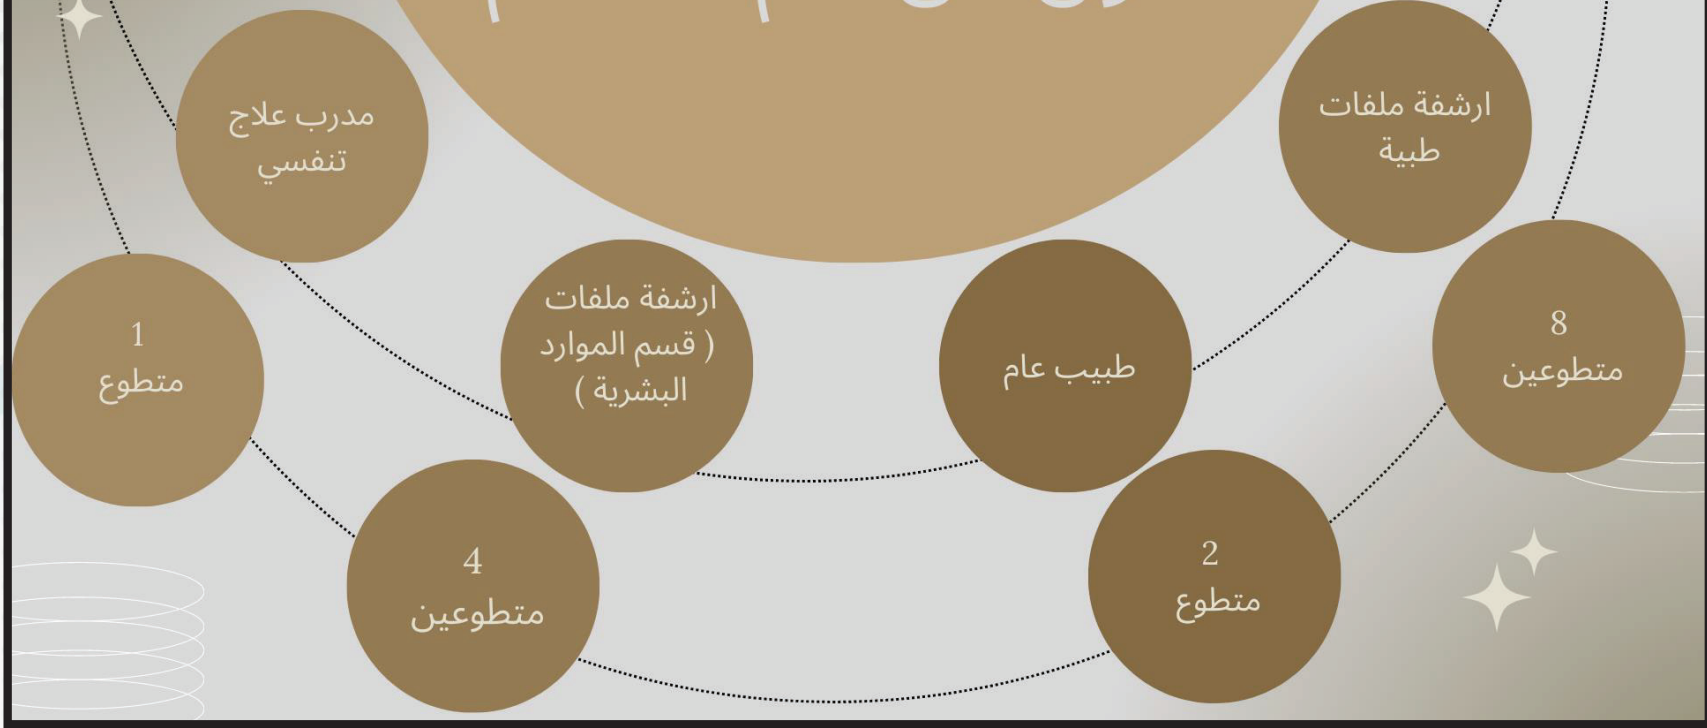 ارشفة ملفات
طبية
8
متطوعين
طبيب عام
2
متطوع
ارشفة ملفات
( قسم الموارد
البشرية )
4
متطوعين
مدرب علاج
تنفسي
1
متطوع